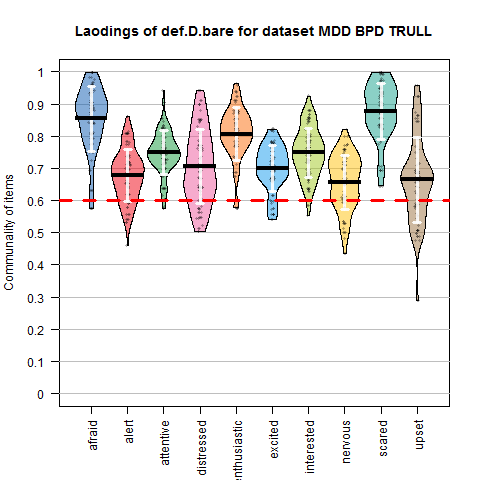 Laodings of def.D.bare for dataset MDD BPD TRULL
Communality of items
1
0.9
0.8
0.7
0.6
0.5
0.4
0.3
0.2
0.1
0
afraid
alert
attentive
distressed
enthusiastic
excited
interested
nervous
scared
upset